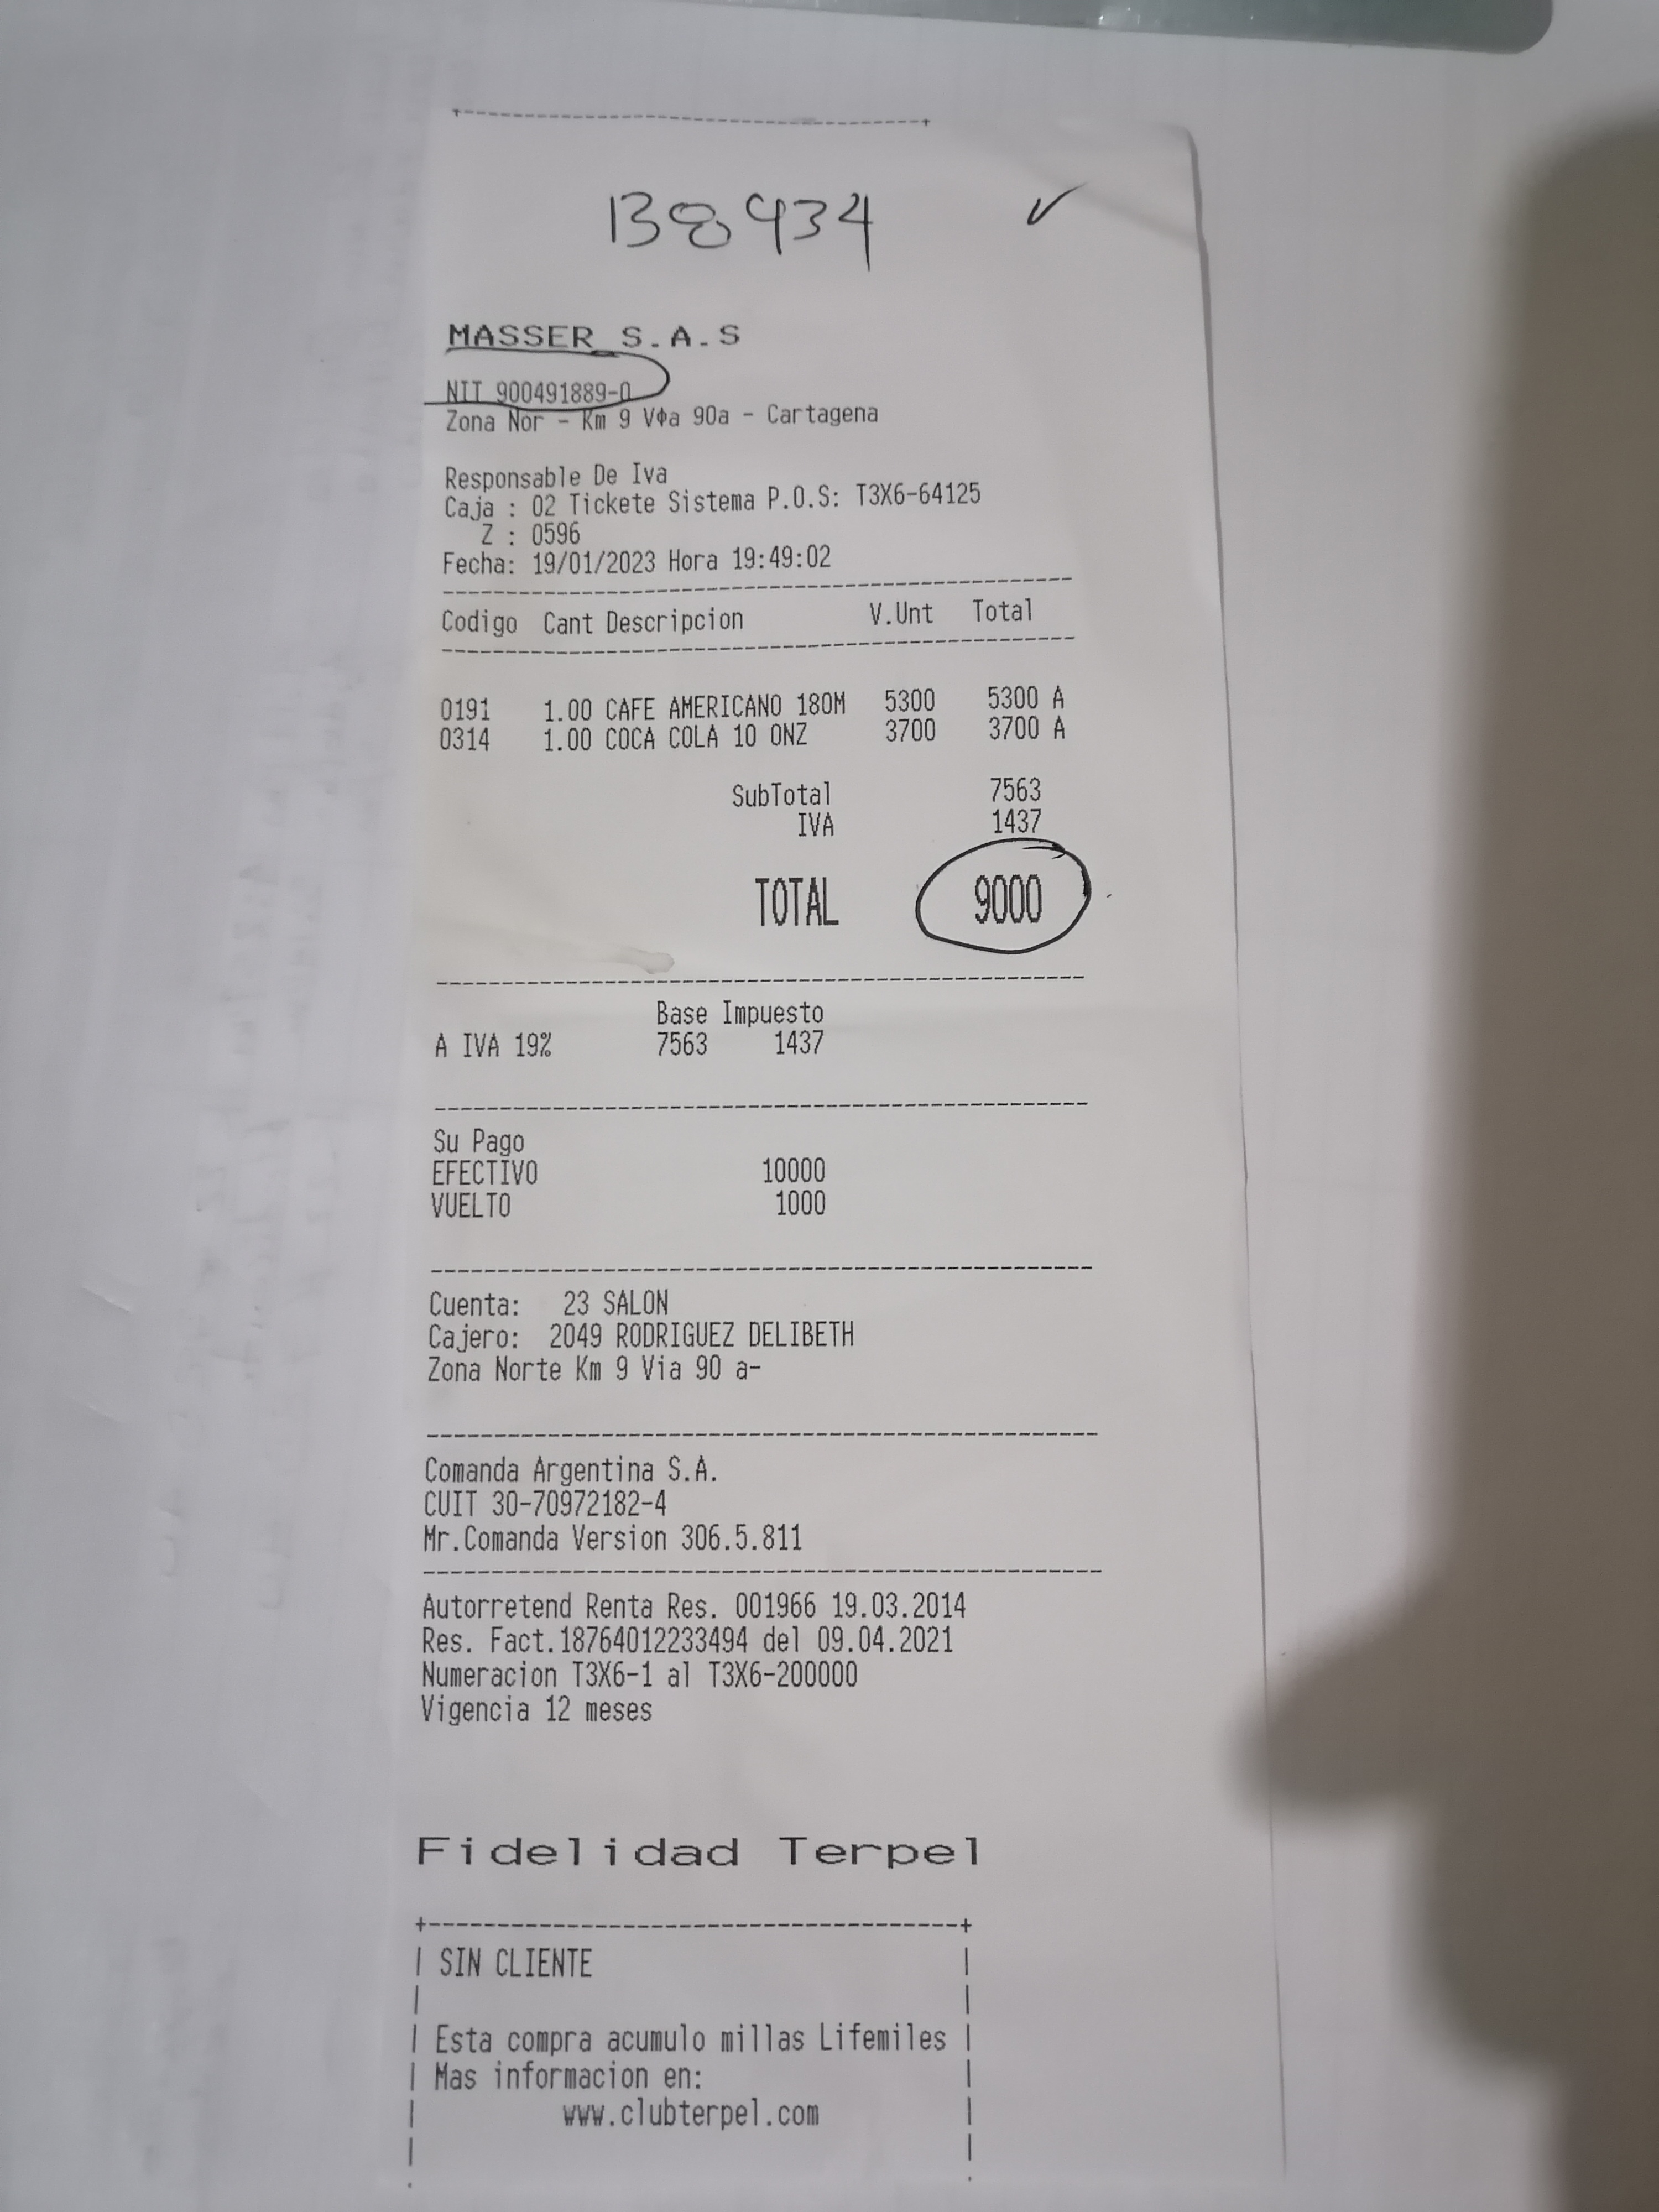 138434
MASSER S.A.S
NIT 900491889-0
Zona Nor - Km 9 VΦa 90a - Cartagena
Responsable De Iva
Caja : 02 Tickete Sistema P.O.S: T3X6-64125
Z : 0596
Fecha: 19/01/2023 Hora 19:49:02
Codigo Cant Descripcion V.Unt Total
0191 1.00 CAFE AMERICANO 180M 5300 5300 A
0314 1.00 COCA COLA 10 ONZ 3700 3700 A
SubTotal 7563
IVA 1437
TOTAL 9000
Base Impuesto
A IVA 19% 7563 1437
Su Pago
EFECTIVO 10000
VUELTO 1000
Cuenta: 23 SALON
Cajero: 2049 RODRIGUEZ DELIBETH
Zona Norte Km 9 Via 90 a-
Comanda Argentina S.A.
CUIT 30-70972182-4
Mr.Comanda Version 306.5.811
Autorretend Renta Res. 001966 19.03.2014
Res. Fact.18764012233494 del 09.04.2021
Numeracion T3X6-1 al T3X6-200000
Vigencia 12 meses
Fidelidad Terpel
SIN CLIENTE
Esta compra acumulo millas Lifemiles
Mas informacion en:
www.clubterpel.com